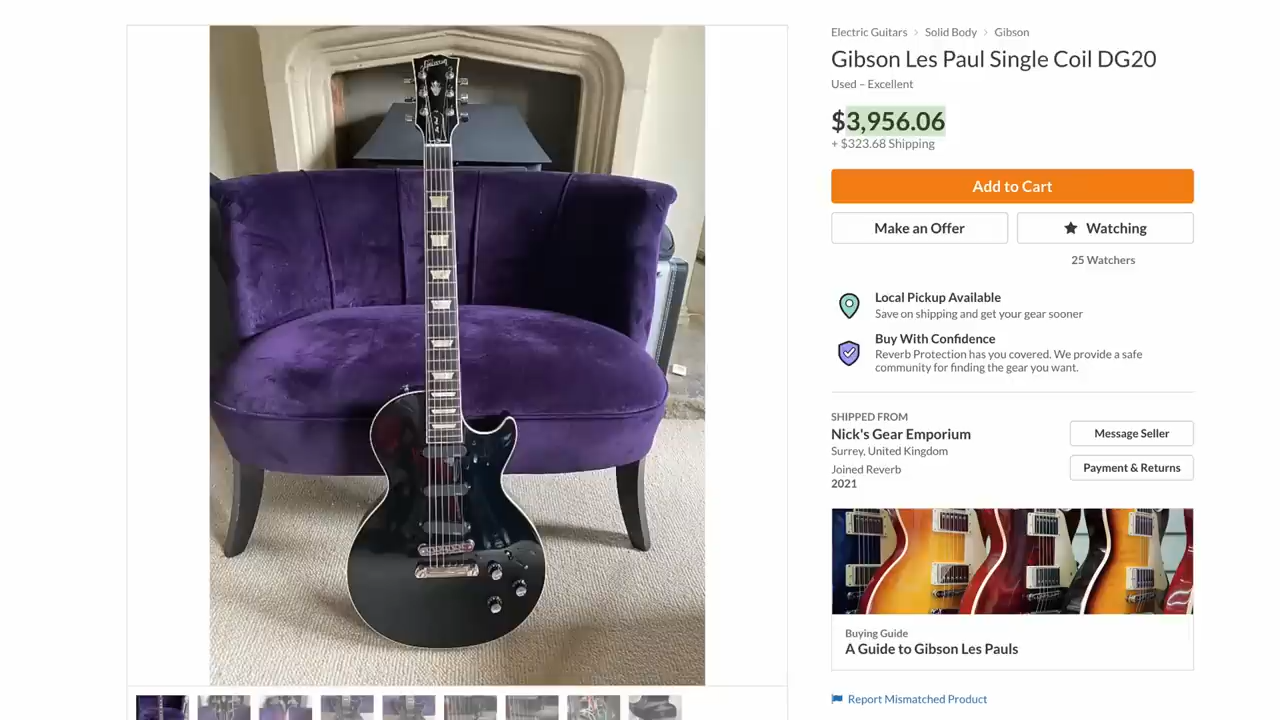 Electric Guitars > Solid Body > Gibson
Gibson Les Paul Single Coil DG20
Used – Excellent
$3,956.06
+ $323.68 Shipping
Add to Cart
Make an Offer
Watching
25 Watchers
Local Pickup Available
Save on shipping and get your gear sooner
Buy With Confidence
Reverb Protection has you covered. We provide a safe
community for finding the gear you want.
SHIPPED FROM
Nick's Gear Emporium
Message Seller
Surrey, United Kingdom
Joined Reverb
Payment & Returns
2021
Buying Guide
A Guide to Gibson Les Pauls
Report Mismatched Product
Gibson